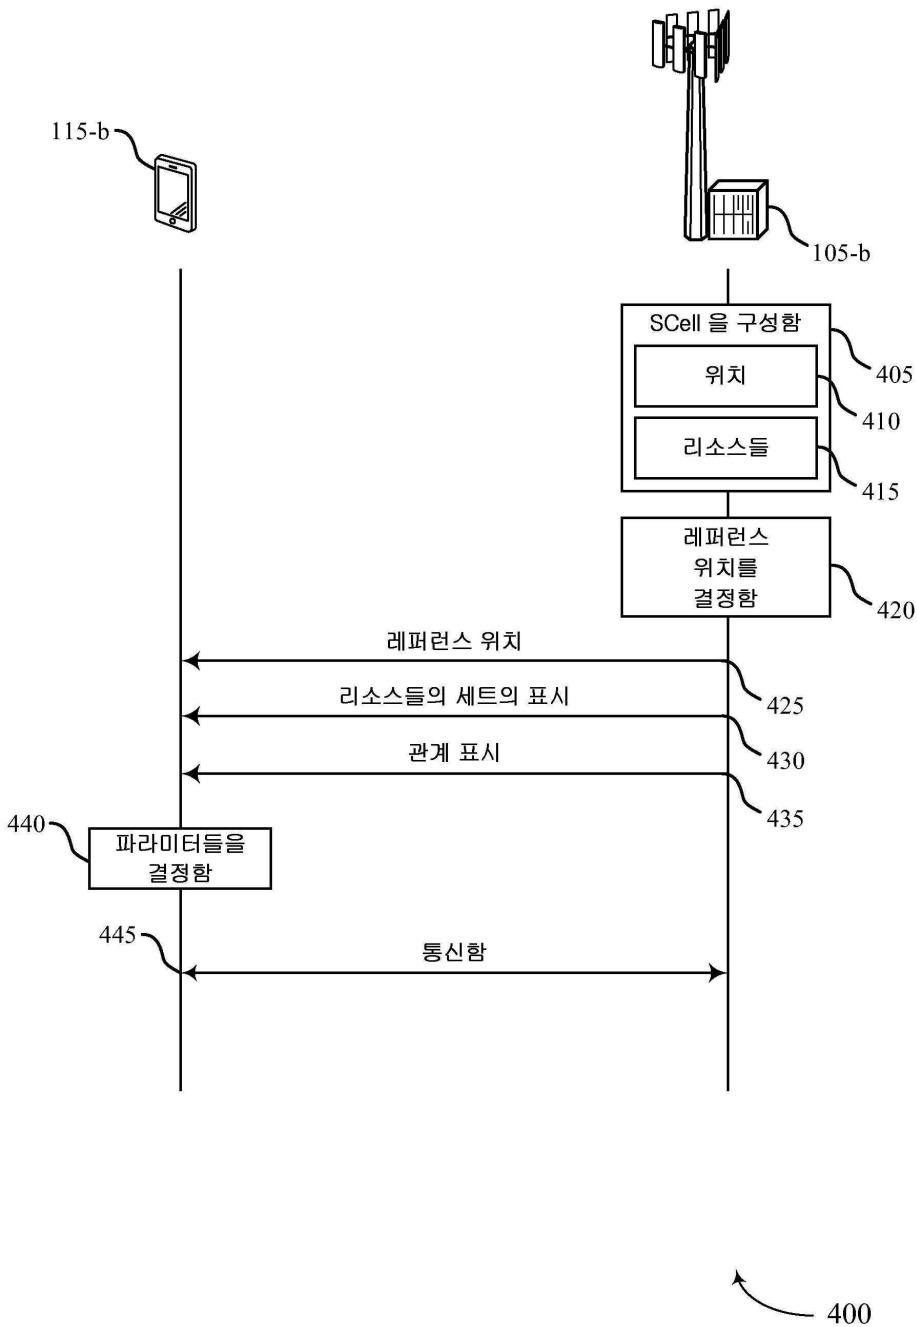 115-b
105-b
SCell 을 구성함
405
위치
410
리소스들
415
레퍼런스
위치를
결정함
420
레퍼런스 위치
425
리소스들의 세트의 표시
430
관계 표시
435
440
파라미터들을
결정함
445
통신함
400